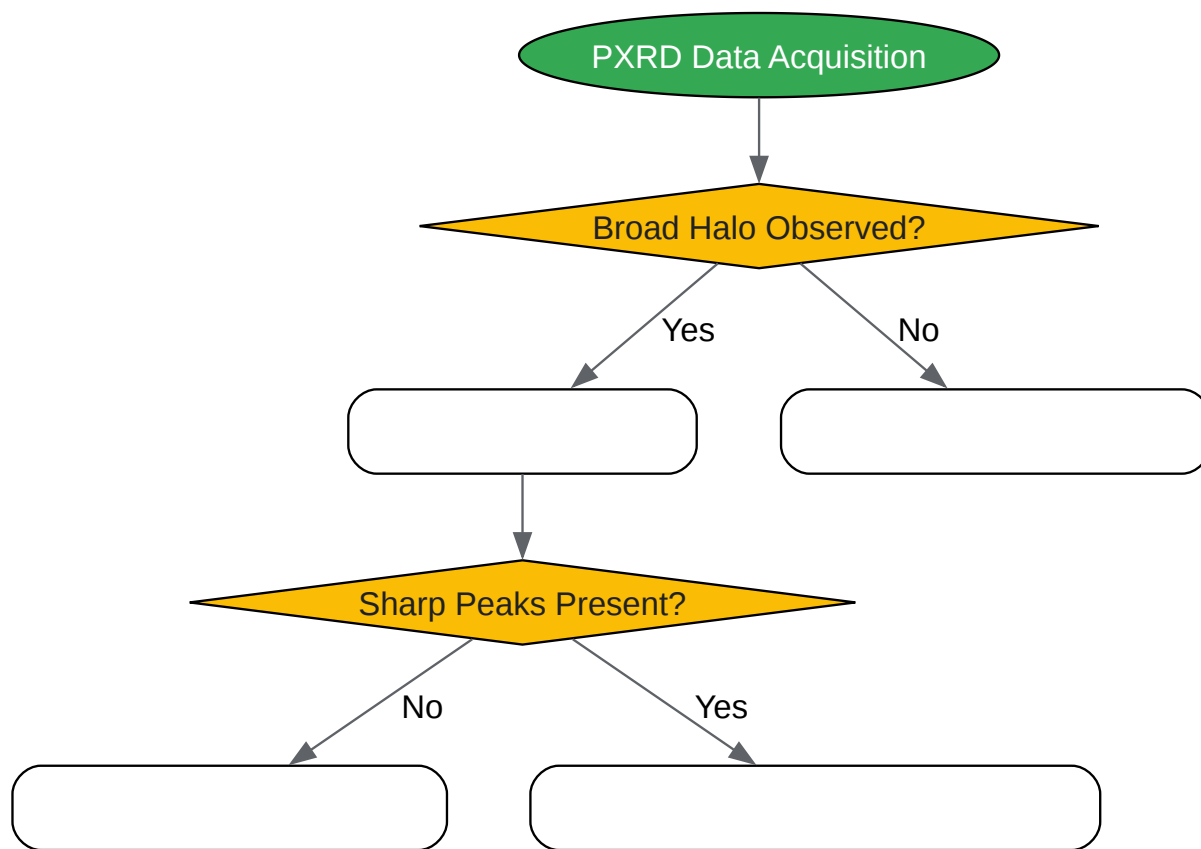 PXRD Data Acquisition
Broad Halo Observed?
Yes
No
Sharp Peaks Present?
No
Yes